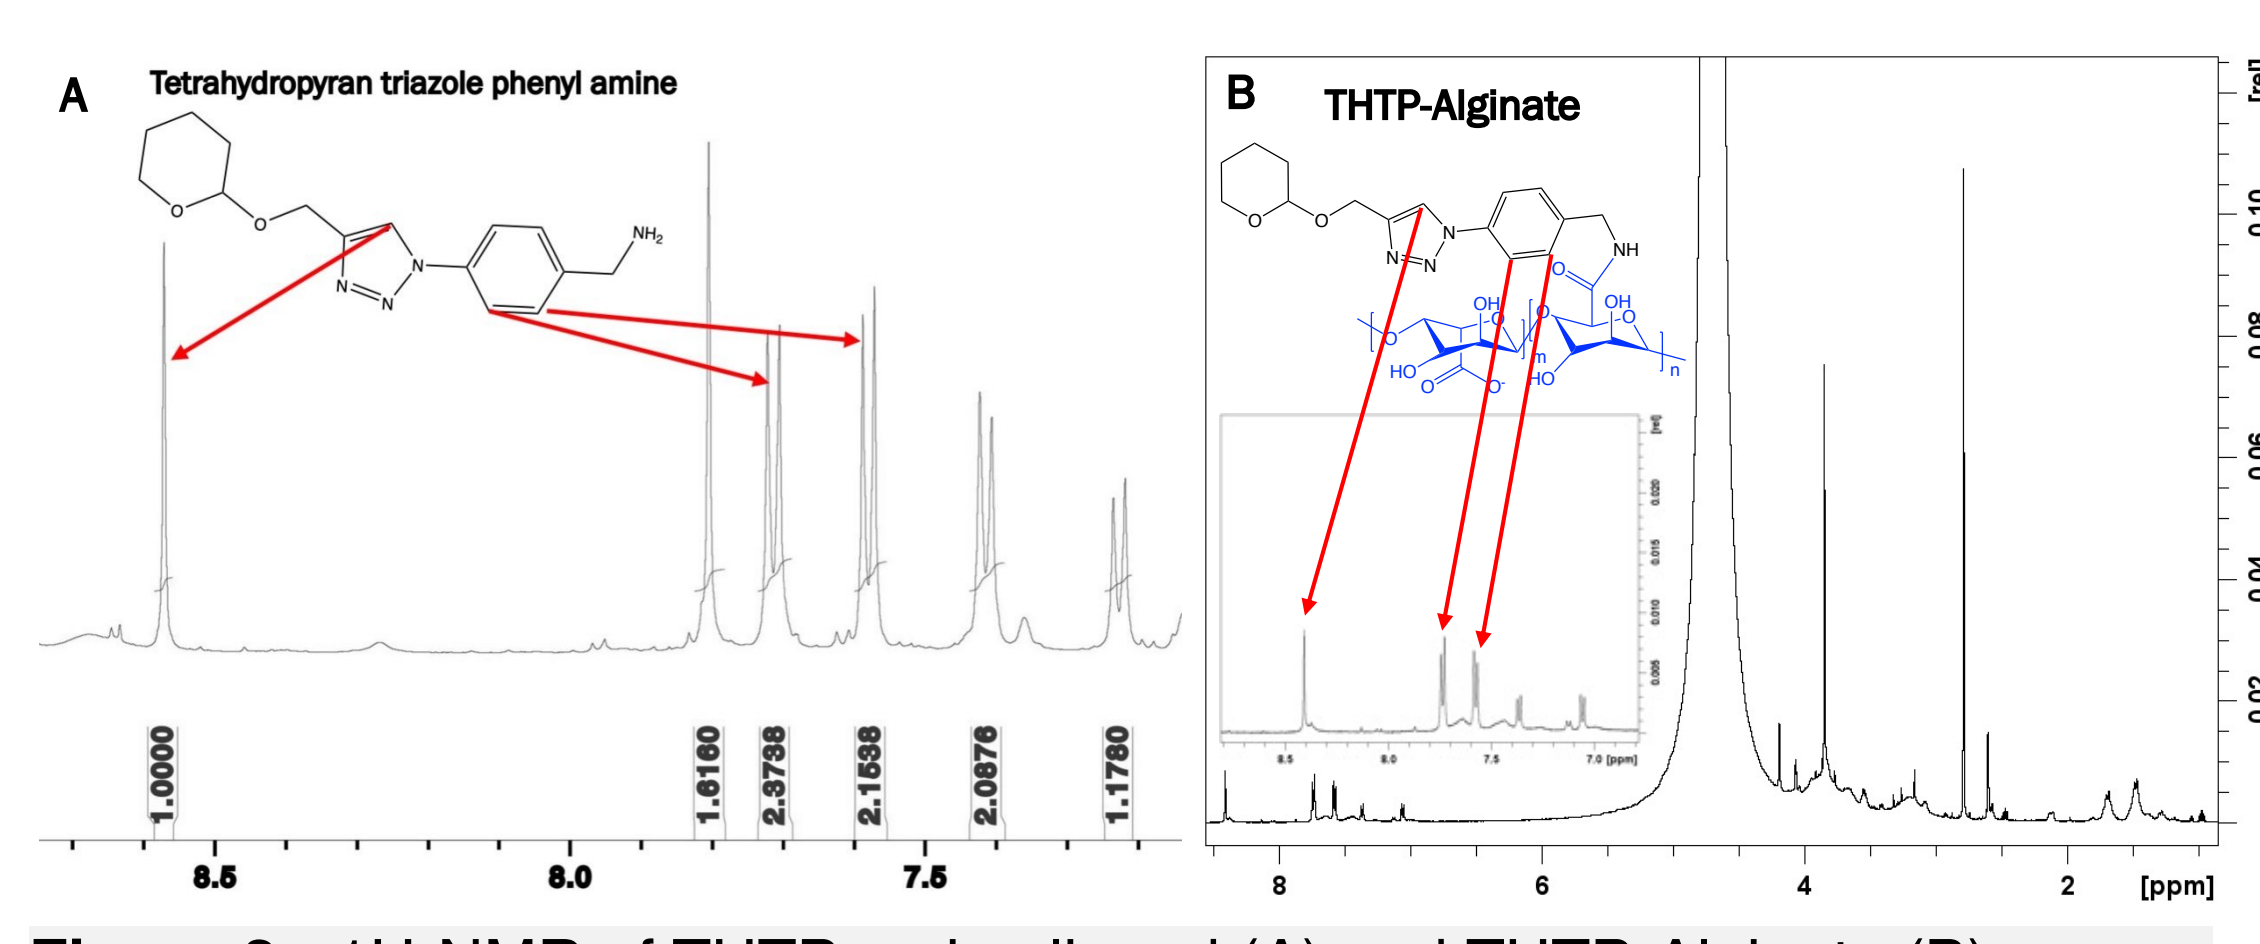 A
Tetrahydropyran triazole phenyl amine
O
O
N
N
N
NH2
1.0000
1.6160
2.3738
2.1538
2.0876
1.1780
8.5
8.0
7.5
B
THTP-Alginate
O
O
N
N
N
NH
O
OH
OH
O
O
O
O
HO
HO
O
O-
m
n
[rel]
0.020
0.015
0.010
0.005
8.5
8.0
7.5
7.0 [ppm]
[rel]
0.10
0.08
0.06
0.04
0.02
8
6
4
2
[ppm]